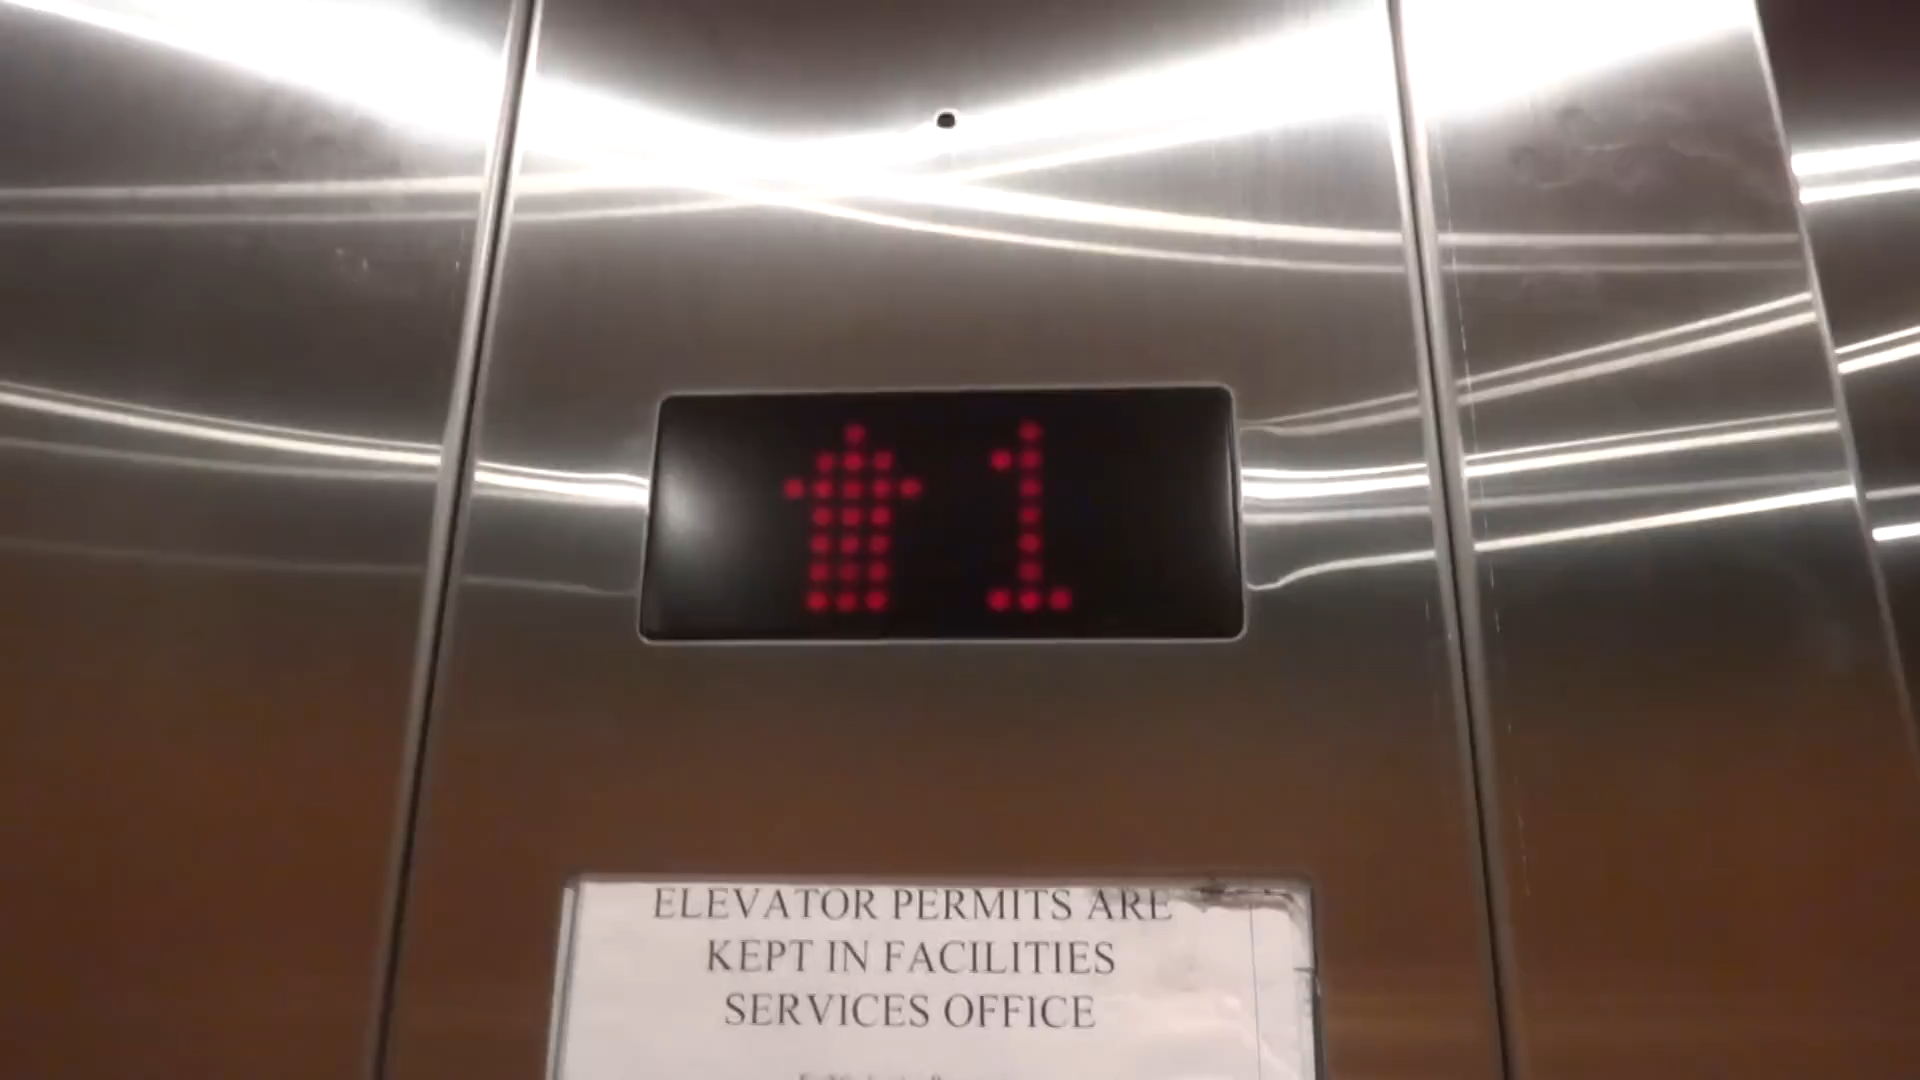 1
ELEVATOR PERMITS ARE
KEPT IN FACILITIES
SERVICES OFFICE